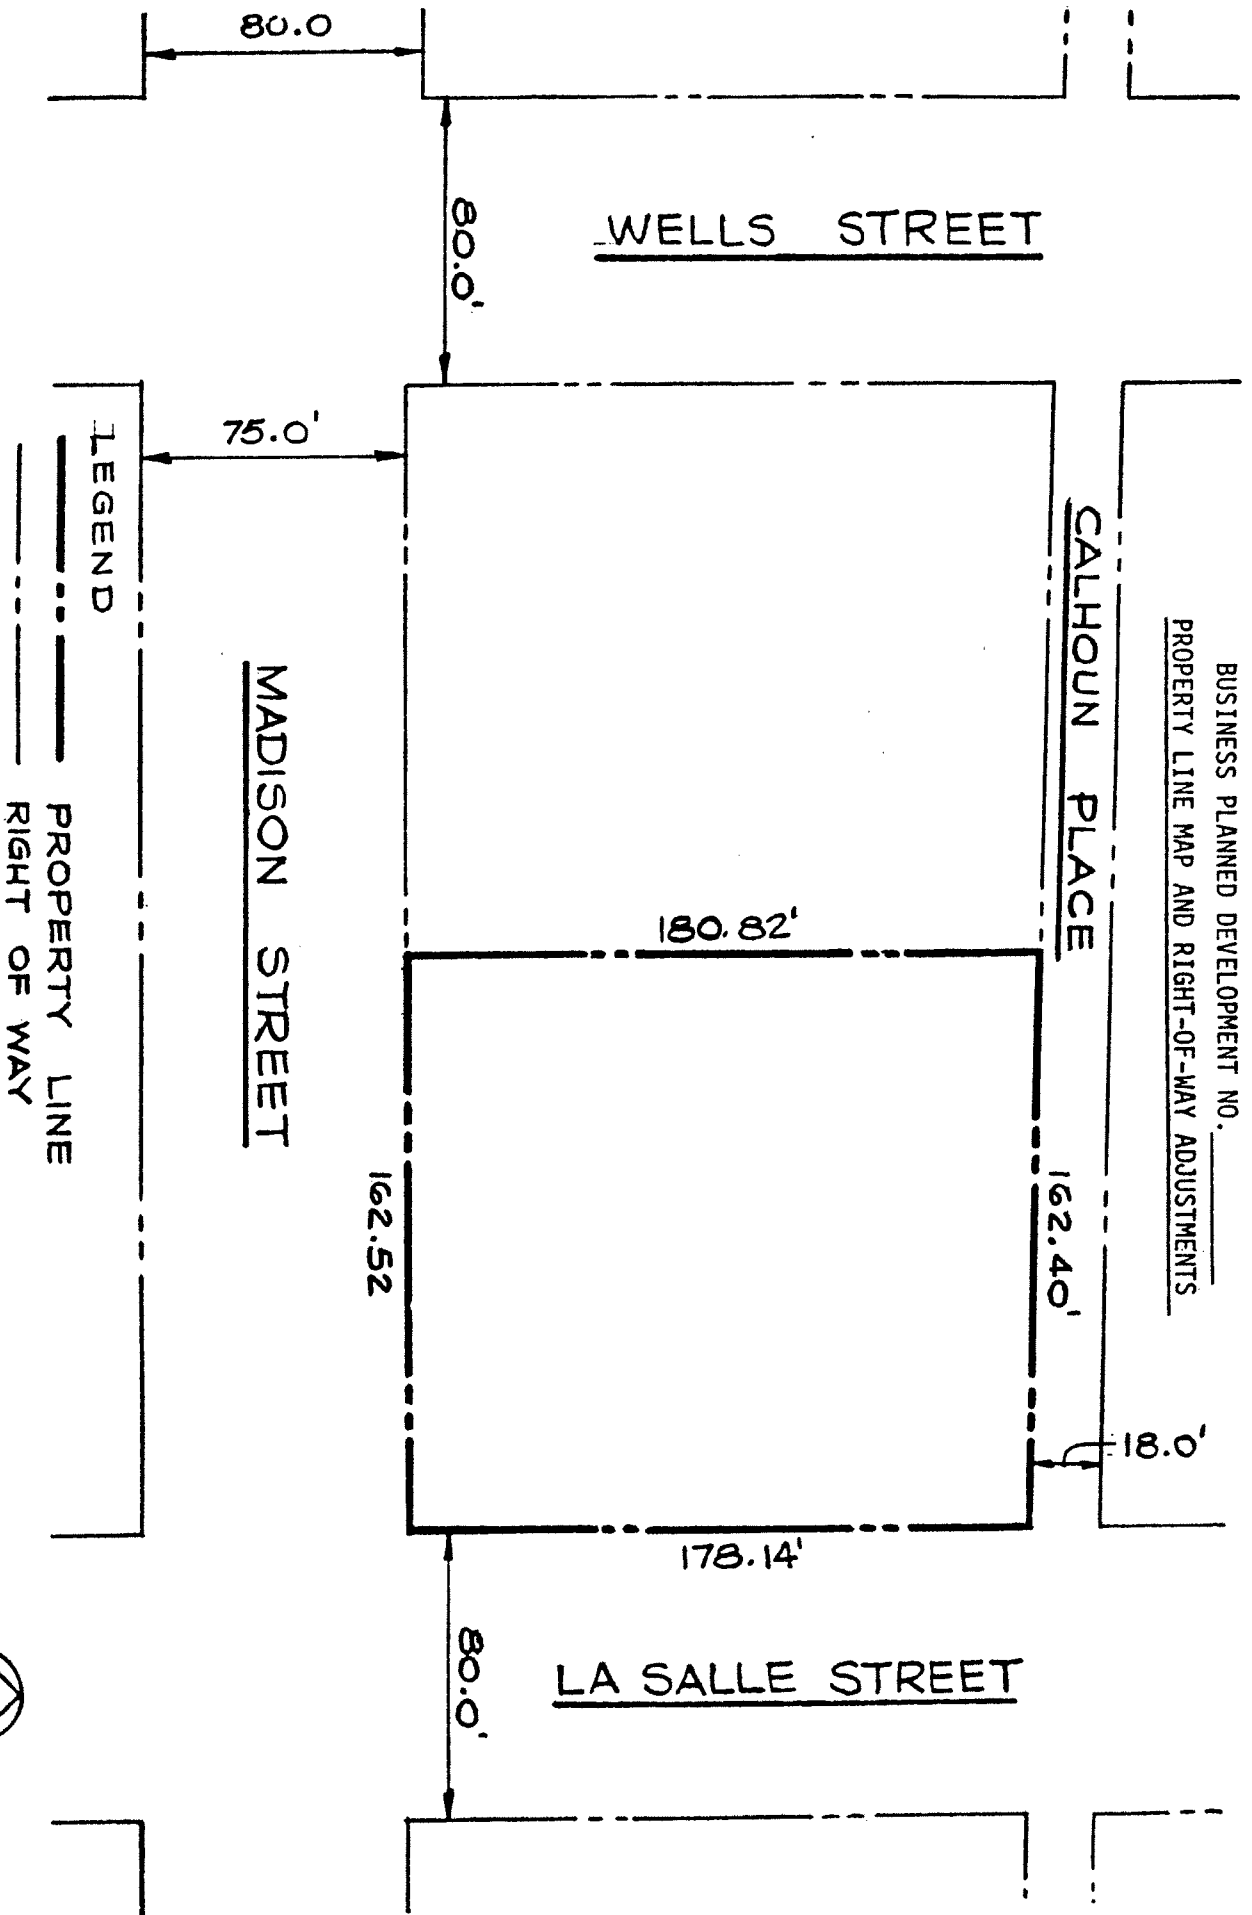 BUSINESS PLANNED DEVELOPMENT NO.
PROPERTY LINE MAP AND RIGHT-OF-WAY ADJUSTMENTS
80.0
80.0'
WELLS STREET
75.0'
CALHOUN PLACE
MADISON STREET
180.82'
162.52
162.40'
18.0'
178.14'
80.0'
LA SALLE STREET
LEGEND
PROPERTY LINE
RIGHT OF WAY